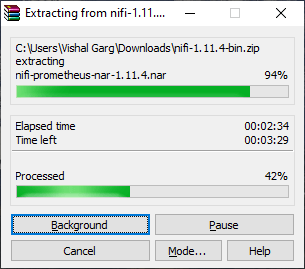 Extracting from nifi-1.11....
C:\Users\Vishal Garg\Downloads\nifi-1.11.4-bin.zip
extracting
nifi-prometheus-nar-1.11.4.nar 94%
Elapsed time 00:02:34
Time left 00:03:29
Processed 42%
Background Pause
Cancel Mode... Help